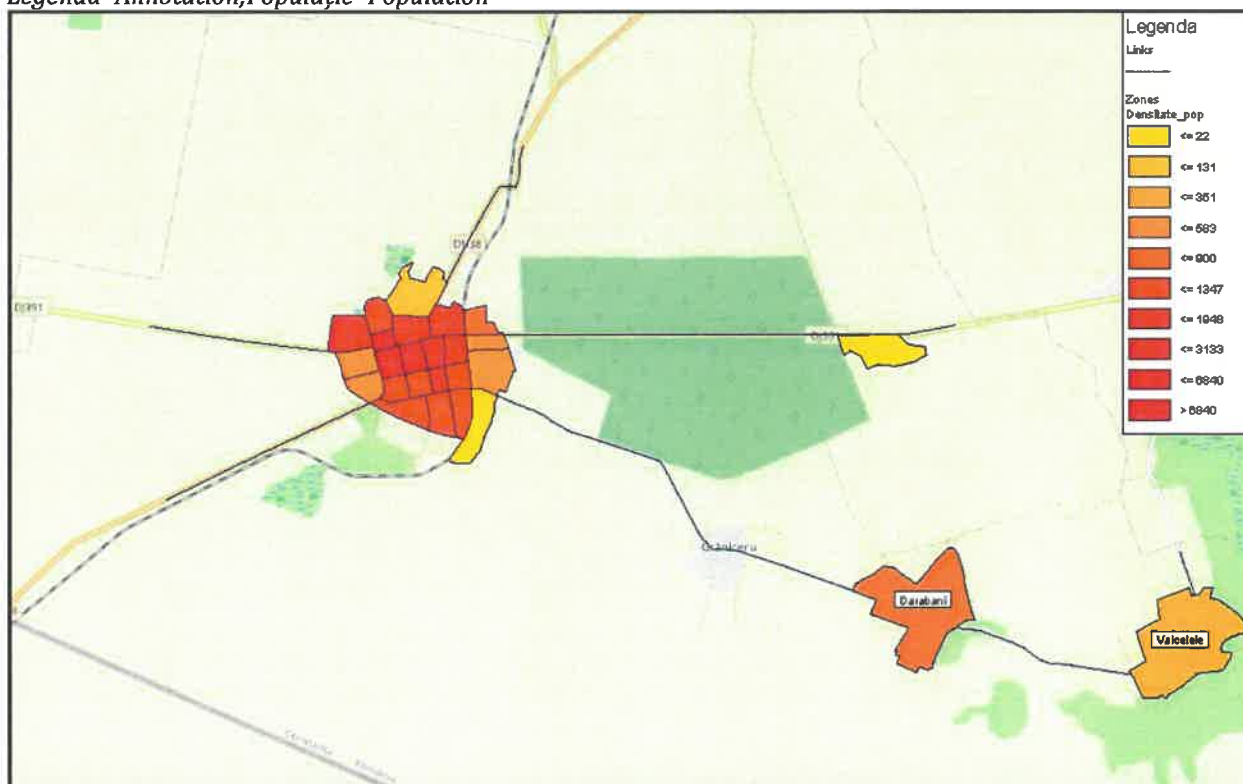 Legenda=Annotation;Populație=Population
Legenda
Links
Zones
Densitate_pop
<= 22
<= 131
<= 351
<= 583
<= 900
<= 1347
<= 1948
<= 3133
<= 6840
> 6840
DJ391
Darabani
Valcelele